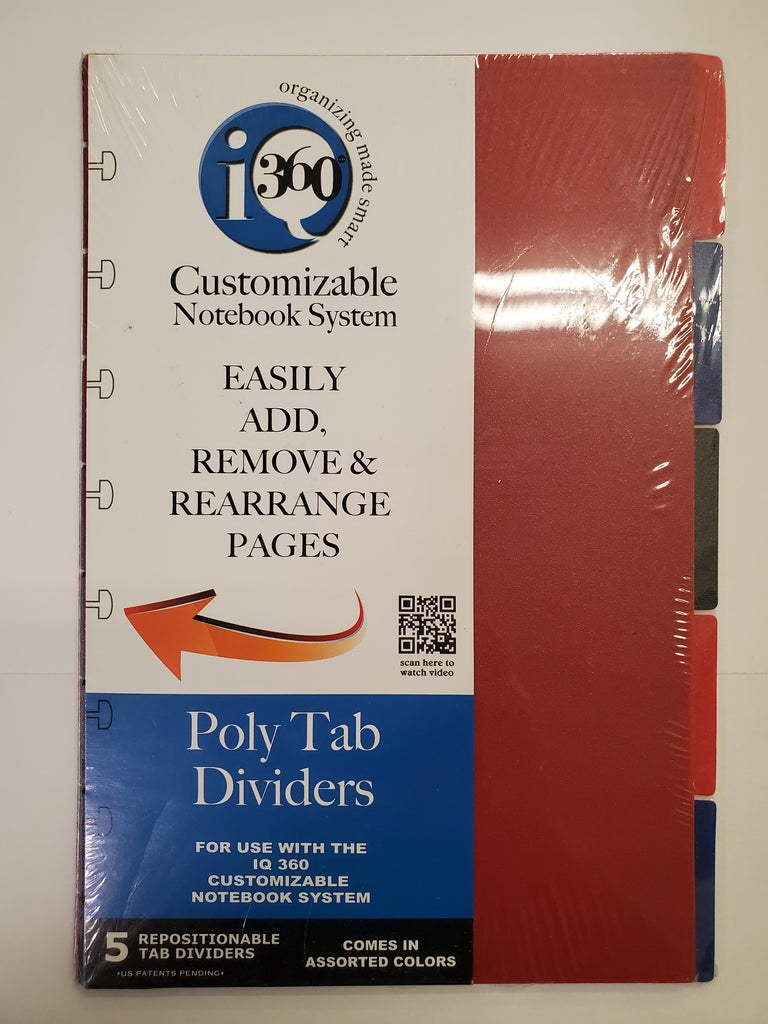 organizing made smart
iQ
360°
Customizable
Notebook System
EASILY
ADD,
REMOVE &
REARRANGE
PAGES
scan here to
watch video
Poly Tab
Dividers
FOR USE WITH THE
IQ 360
CUSTOMIZABLE
NOTEBOOK SYSTEM
5 REPOSITIONABLE
TAB DIVIDERS
•US PATENTS PENDING•
COMES IN
ASSORTED COLORS